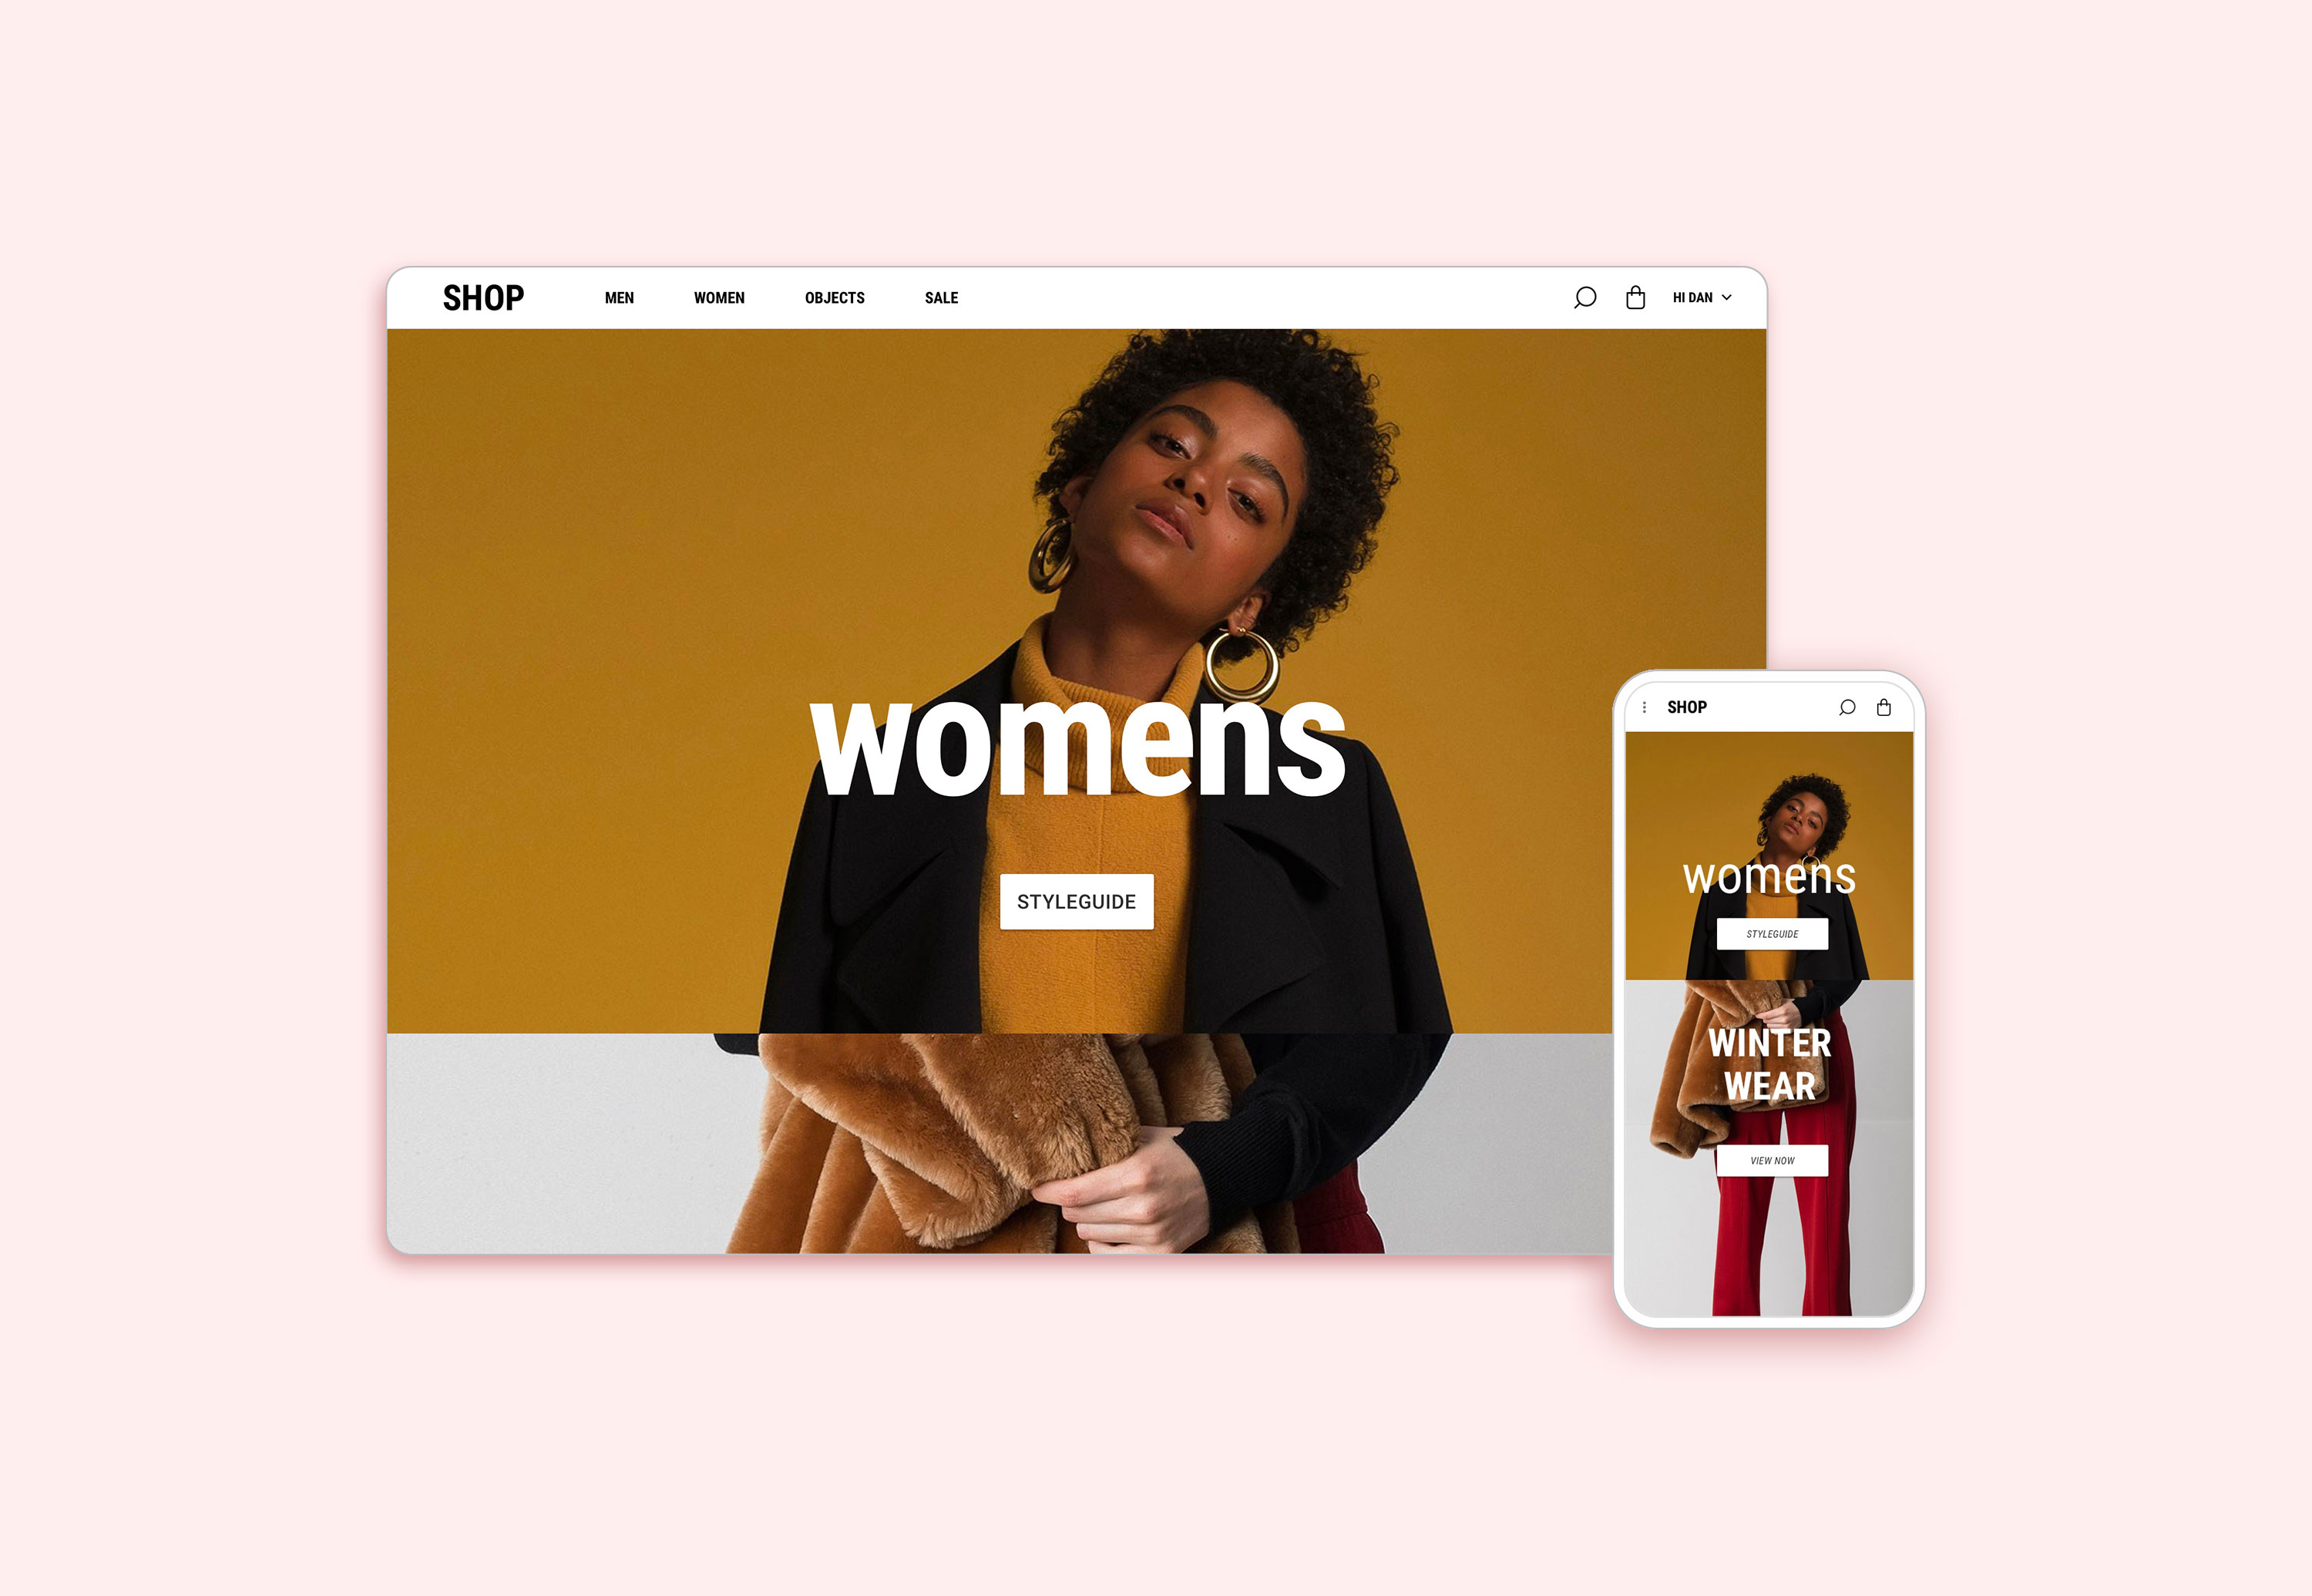 SHOP MEN WOMEN OBJECTS SALE HI DAN
womens
STYLEGUIDE
SHOP
womens
STYLEGUIDE
WINTER
WEAR
VIEW NOW